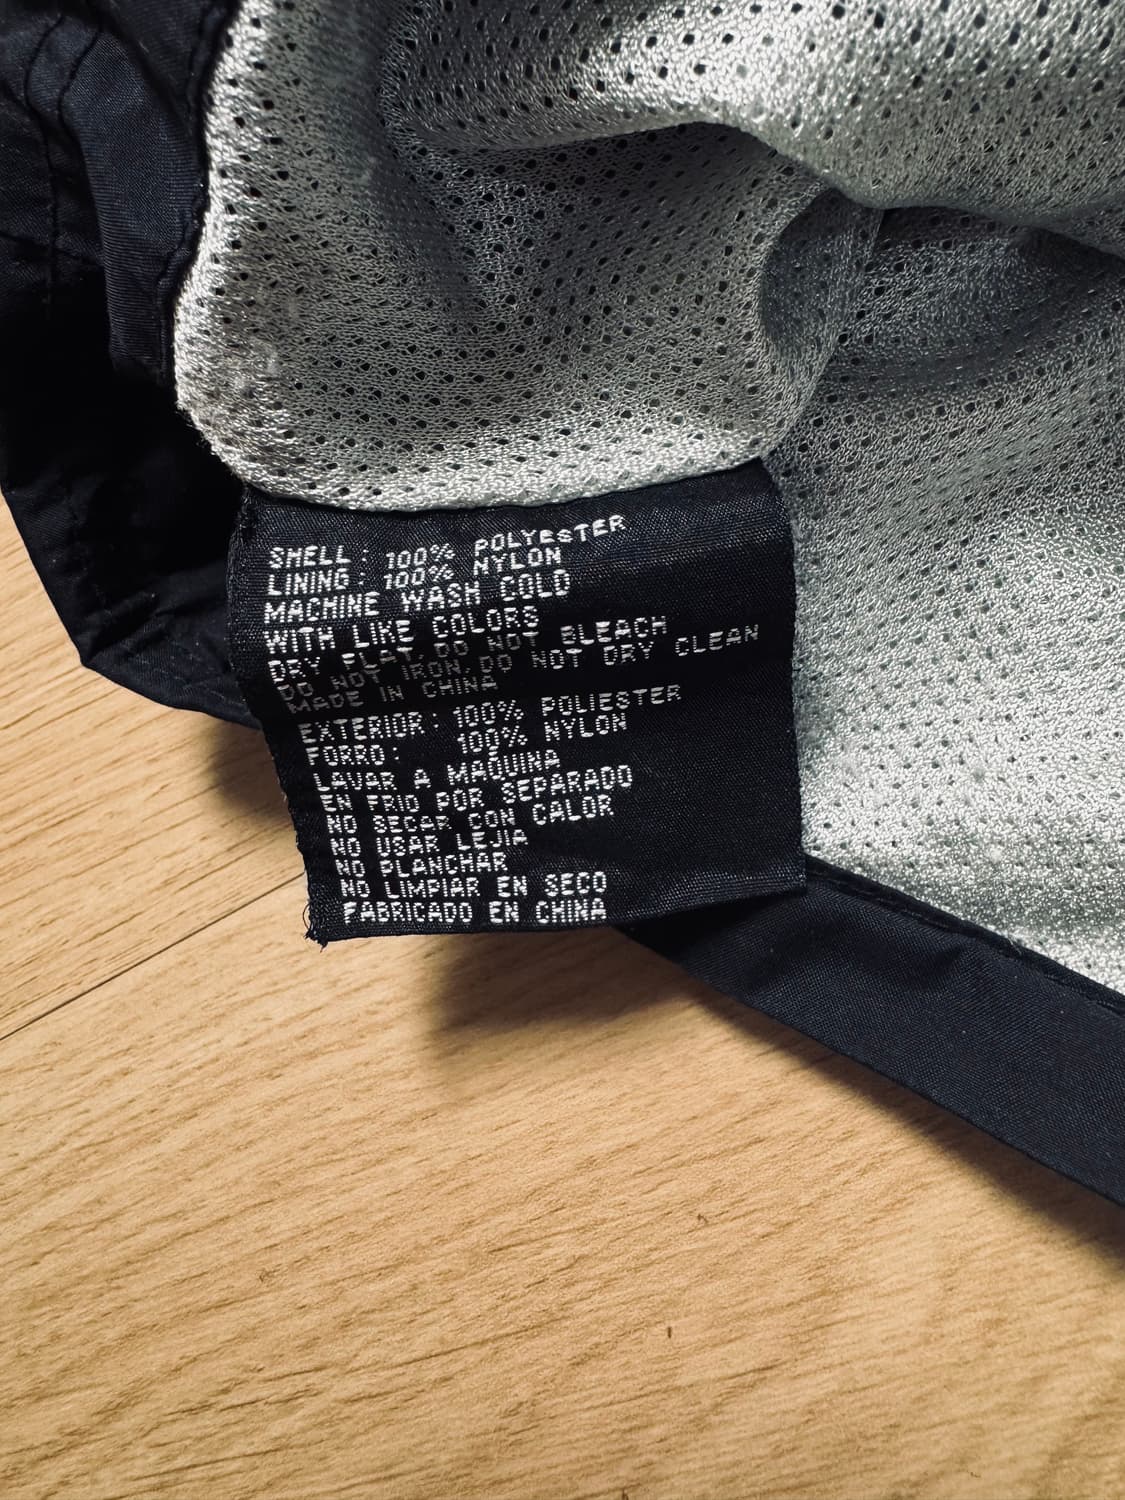 SHELL : 100% POLYESTER
LINING : 100% NYLON
MACHINE WASH COLD
WITH LIKE COLORS
DRY FLAT. DO NOT BLEACH
DO NOT IRON. DO NOT DRY CLEAN
MADE IN CHINA
EXTERIOR : 100% POLIESTER
FORRO : 100% NYLON
LAVAR A MAQUINA
EN FRIO POR SEPARADO
NO SECAR CON CALOR
NO USAR LEJIA
NO PLANCHAR
NO LIMPIAR EN SECO
FABRICADO EN CHINA